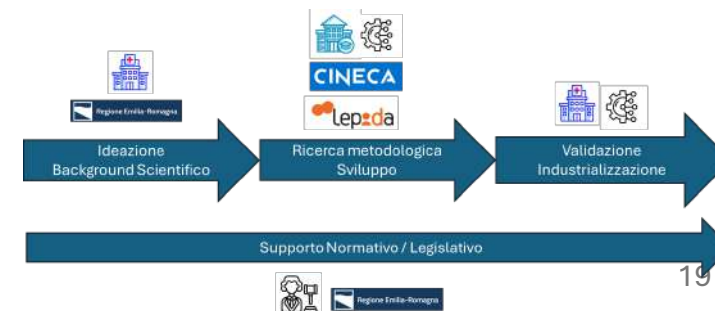 CINECA
Regione Emilia-Romagna
Lepida
Ideazione
Background Scientifico
Ricerca metodologica
Sviluppo
Validazione
Industrializzazione
Supporto Normativo / Legislativo
19
Regione Emilia-Romagna